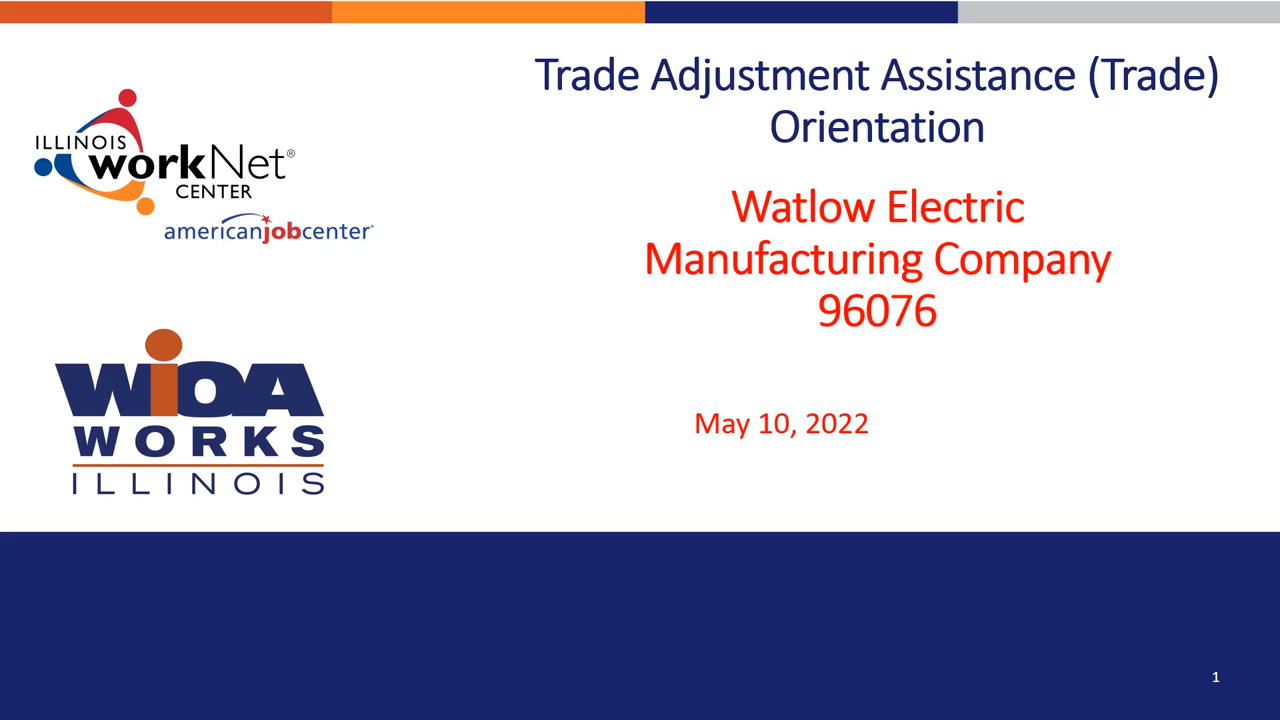 Trade Adjustment Assistance (Trade)
Orientation
ILLINOIS
workNet®
CENTER
americanjobcenter®
Watlow Electric
Manufacturing Company
96076
WIOA
WORKS
ILLINOIS
May 10, 2022
1